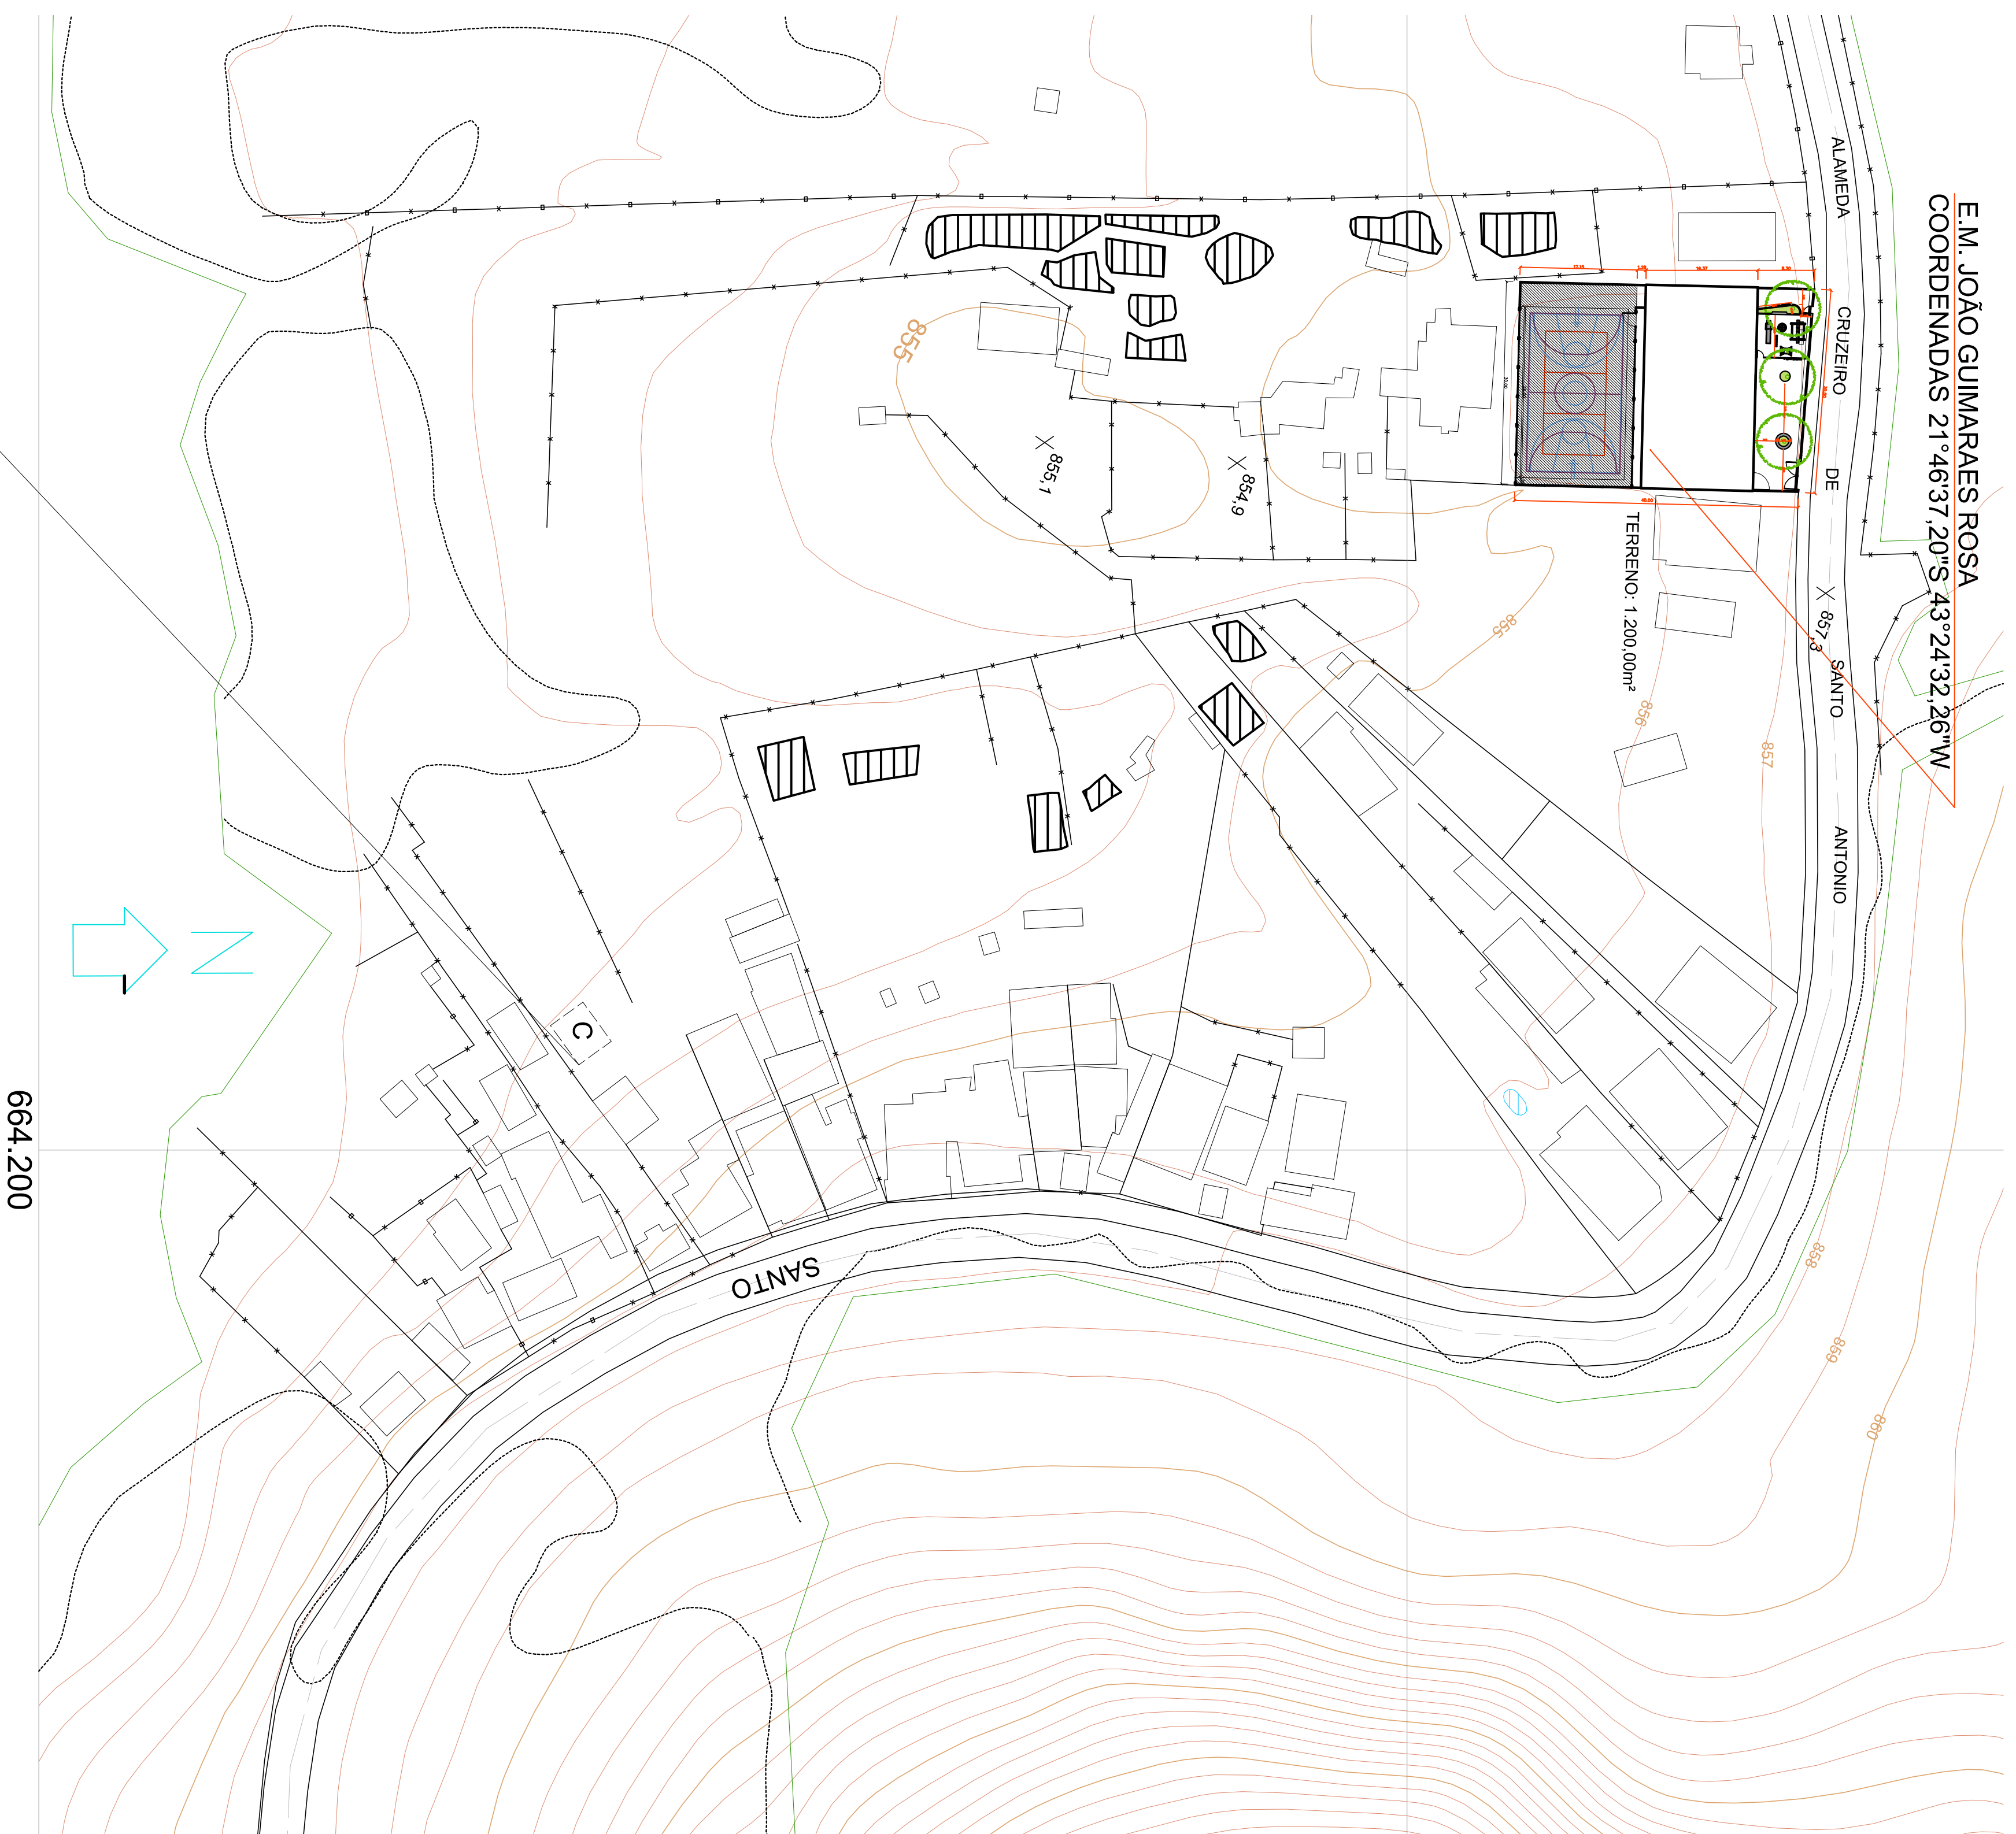 E.M. JOÃO GUIMARAES ROSA
COORDENADAS 21°46'37,20"S 43°24'32,26"W
ALAMEDA
CRUZEIRO
DE
SANTO
ANTONIO
TERRENO: 1.200,00m²
857,3
855,1
854,9
855
855
856
857
858
859
860
SANTO
C
N
664.200